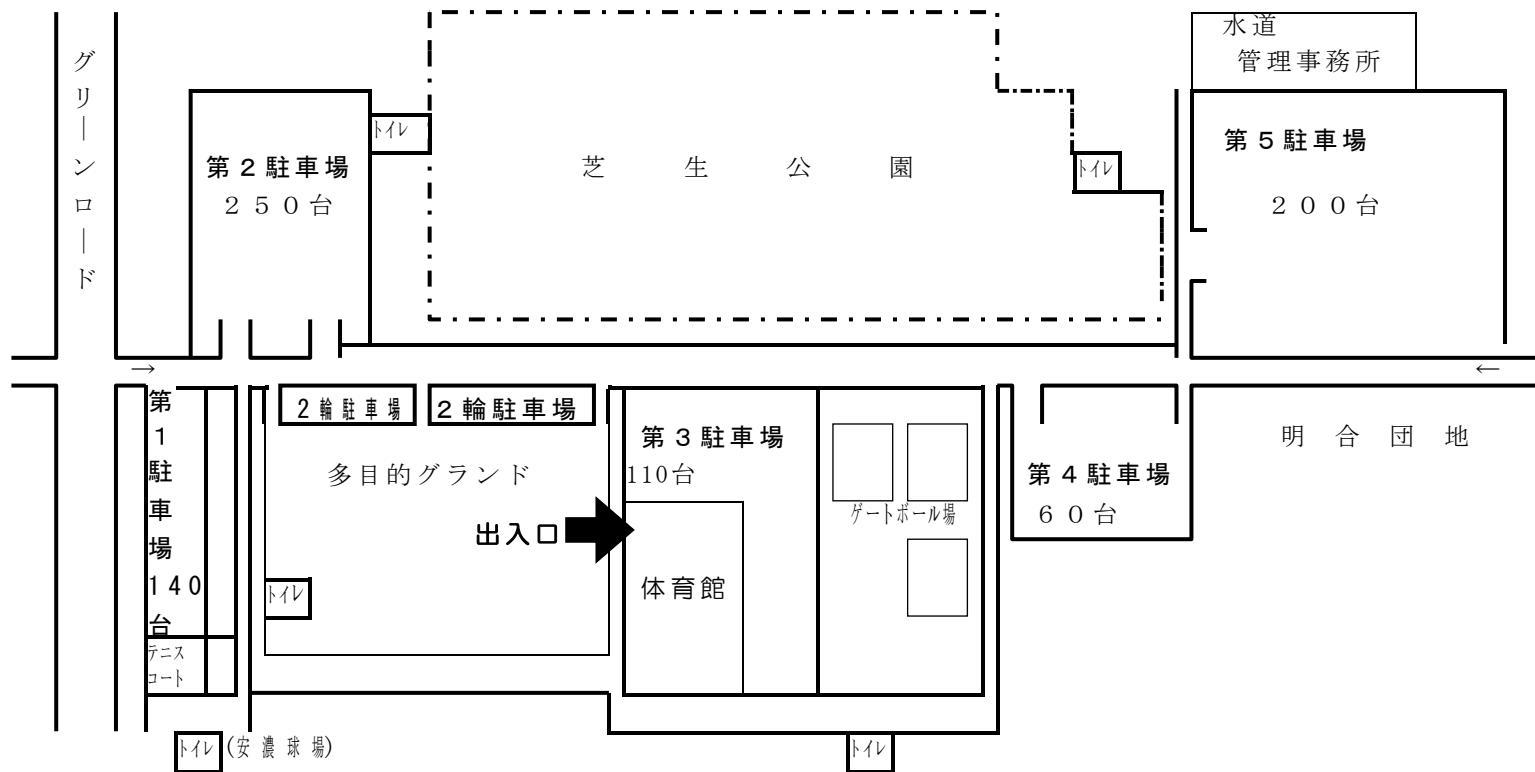 グリーンロード
水道
管理事務所
トイレ
第２駐車場
２５０台
芝生公園
トイレ
第５駐車場
２００台
→
←
第１駐車場140台
２輪駐車場
２輪駐車場
第３駐車場
110台
多目的グランド
出入口
体育館
ゲートボール場
第４駐車場
６０台
明合団地
トイレ
テニス
コート
トイレ
(安濃球場)
トイレ